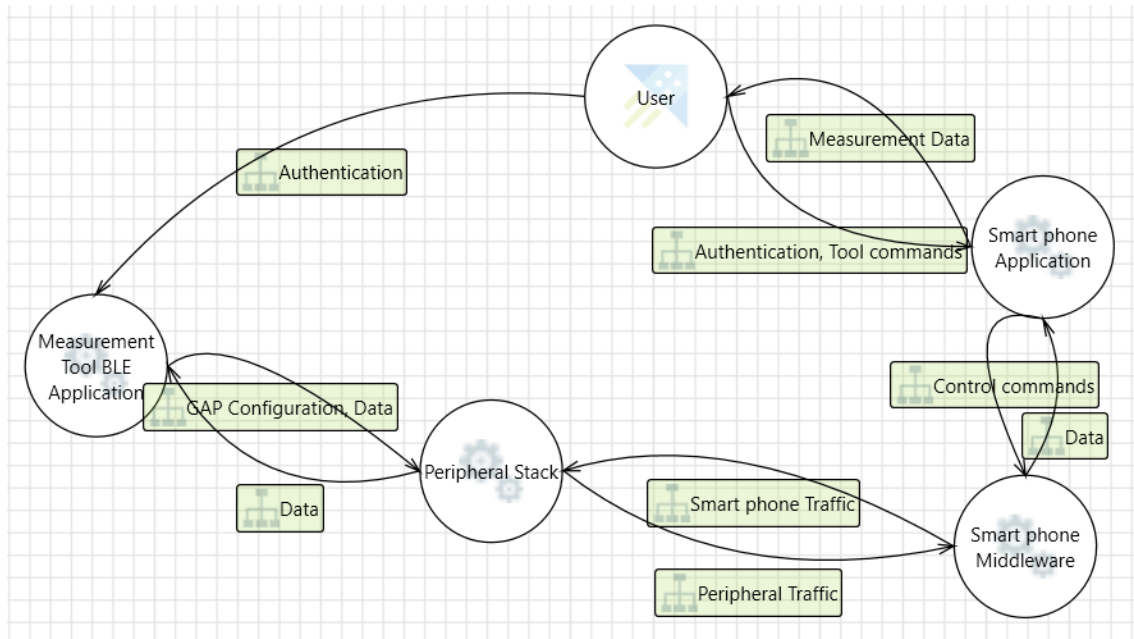 User
Measurement Data
Authentication
Authentication, Tool commands
Smart phone
Application
Measurement
Tool BLE
Application
GAP Configuration, Data
Control commands
Data
Peripheral Stack
Data
Smart phone Traffic
Smart phone
Middleware
Peripheral Traffic